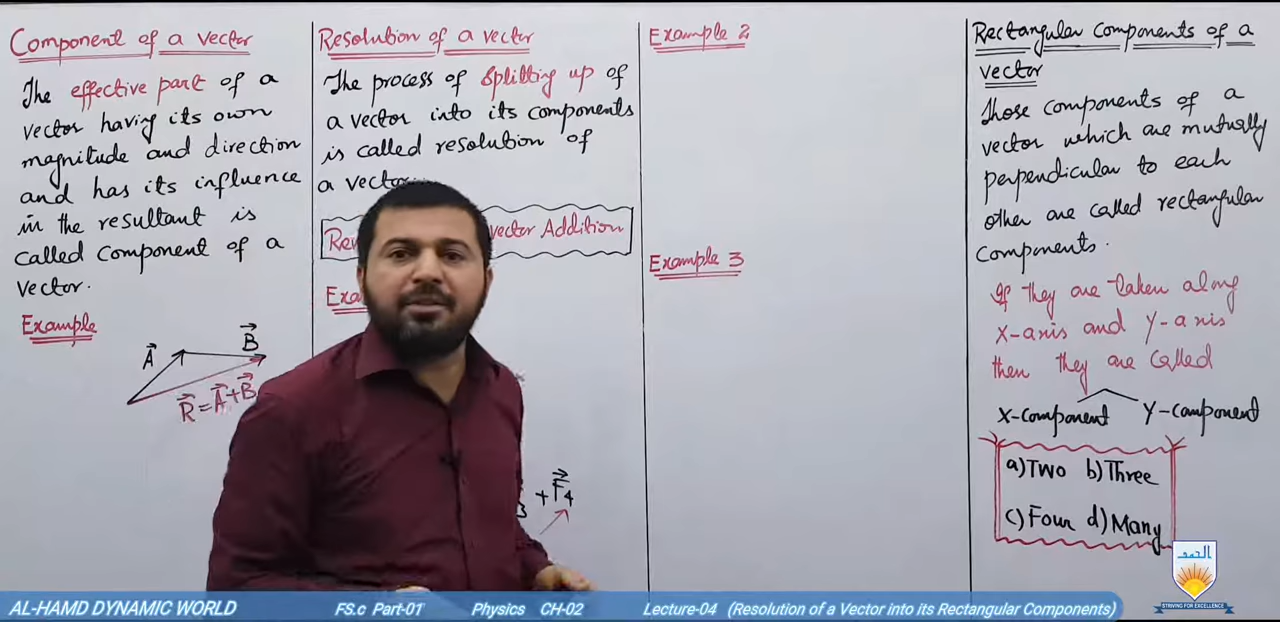 Component of a vector
The effective part of a
vector having its own
magnitude and direction
and has its influence
in the resultant is
called Component of a
vector.
Example
A B
R = A + B
Resolution of a vector
The process of splitting up of
a vector into its components
is called resolution of
a vector
vector Addition
+ F4
Example 2
Example 3
Rectangular Components of a
vector
Those components of a
vector which are mutually
perpendicular to each
other are called rectangular
Components.
If they are taken along
X-axis and Y-axis
then they are called
X-component Y-component
a) Two b) Three
c) Four d) Many
الحمد
STRIVING FOR EXCELLENCE
AL-HAMD DYNAMIC WORLD FS.c Part-01 Physics CH-02 Lecture-04 (Resolution of a Vector into its Rectangular Components)